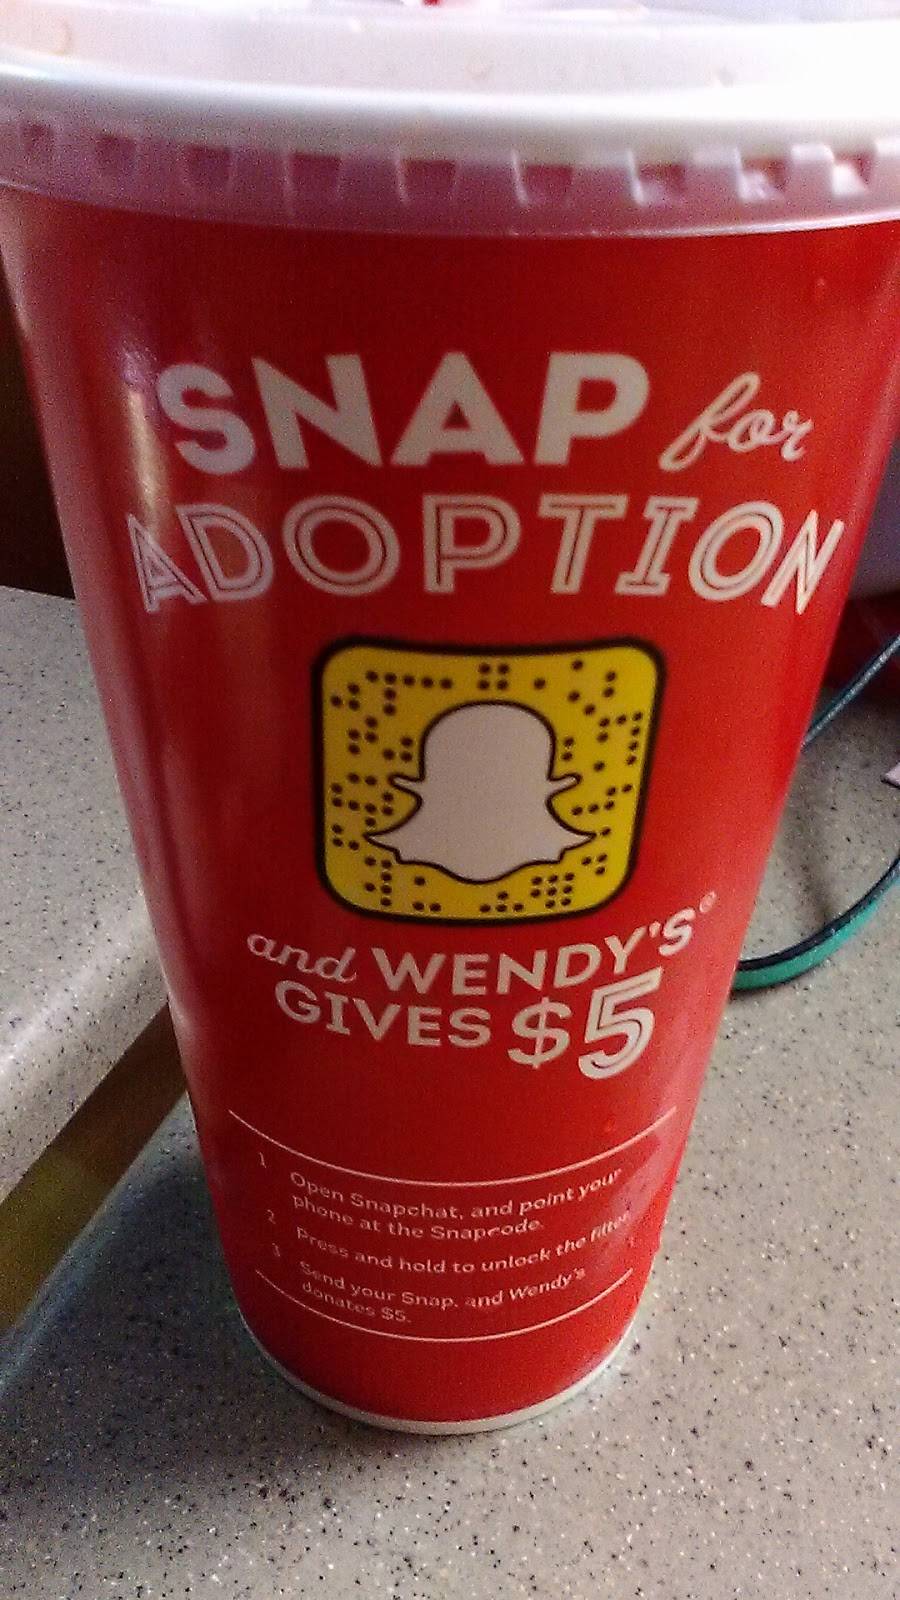 SNAP for
ADOPTION
and WENDY'S®
GIVES $5
1 Open Snapchat, and point your
phone at the Snapcode.
2 Press and hold to unlock the filter.
3 Send your Snap, and Wendy's
donates $5.